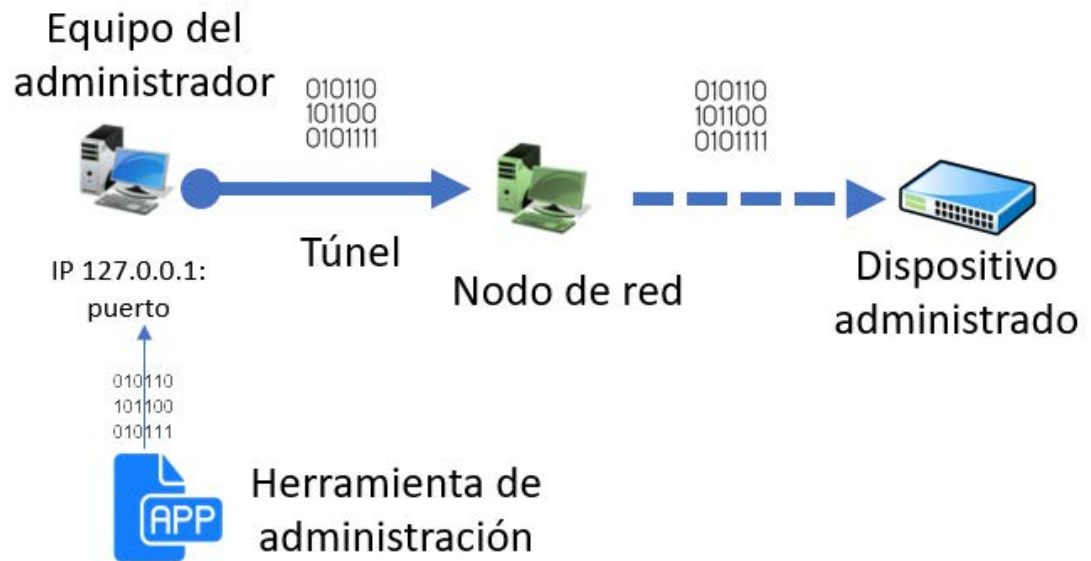 Equipo del
administrador
010110
101100
0101111
010110
101100
0101111
Túnel
Nodo de red
Dispositivo
administrado
IP 127.0.0.1:
puerto
010110
101100
010111
APP
Herramienta de
administración